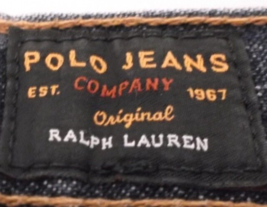 POLO JEANS
EST. COMPANY 1967
Original
RALPH LAUREN